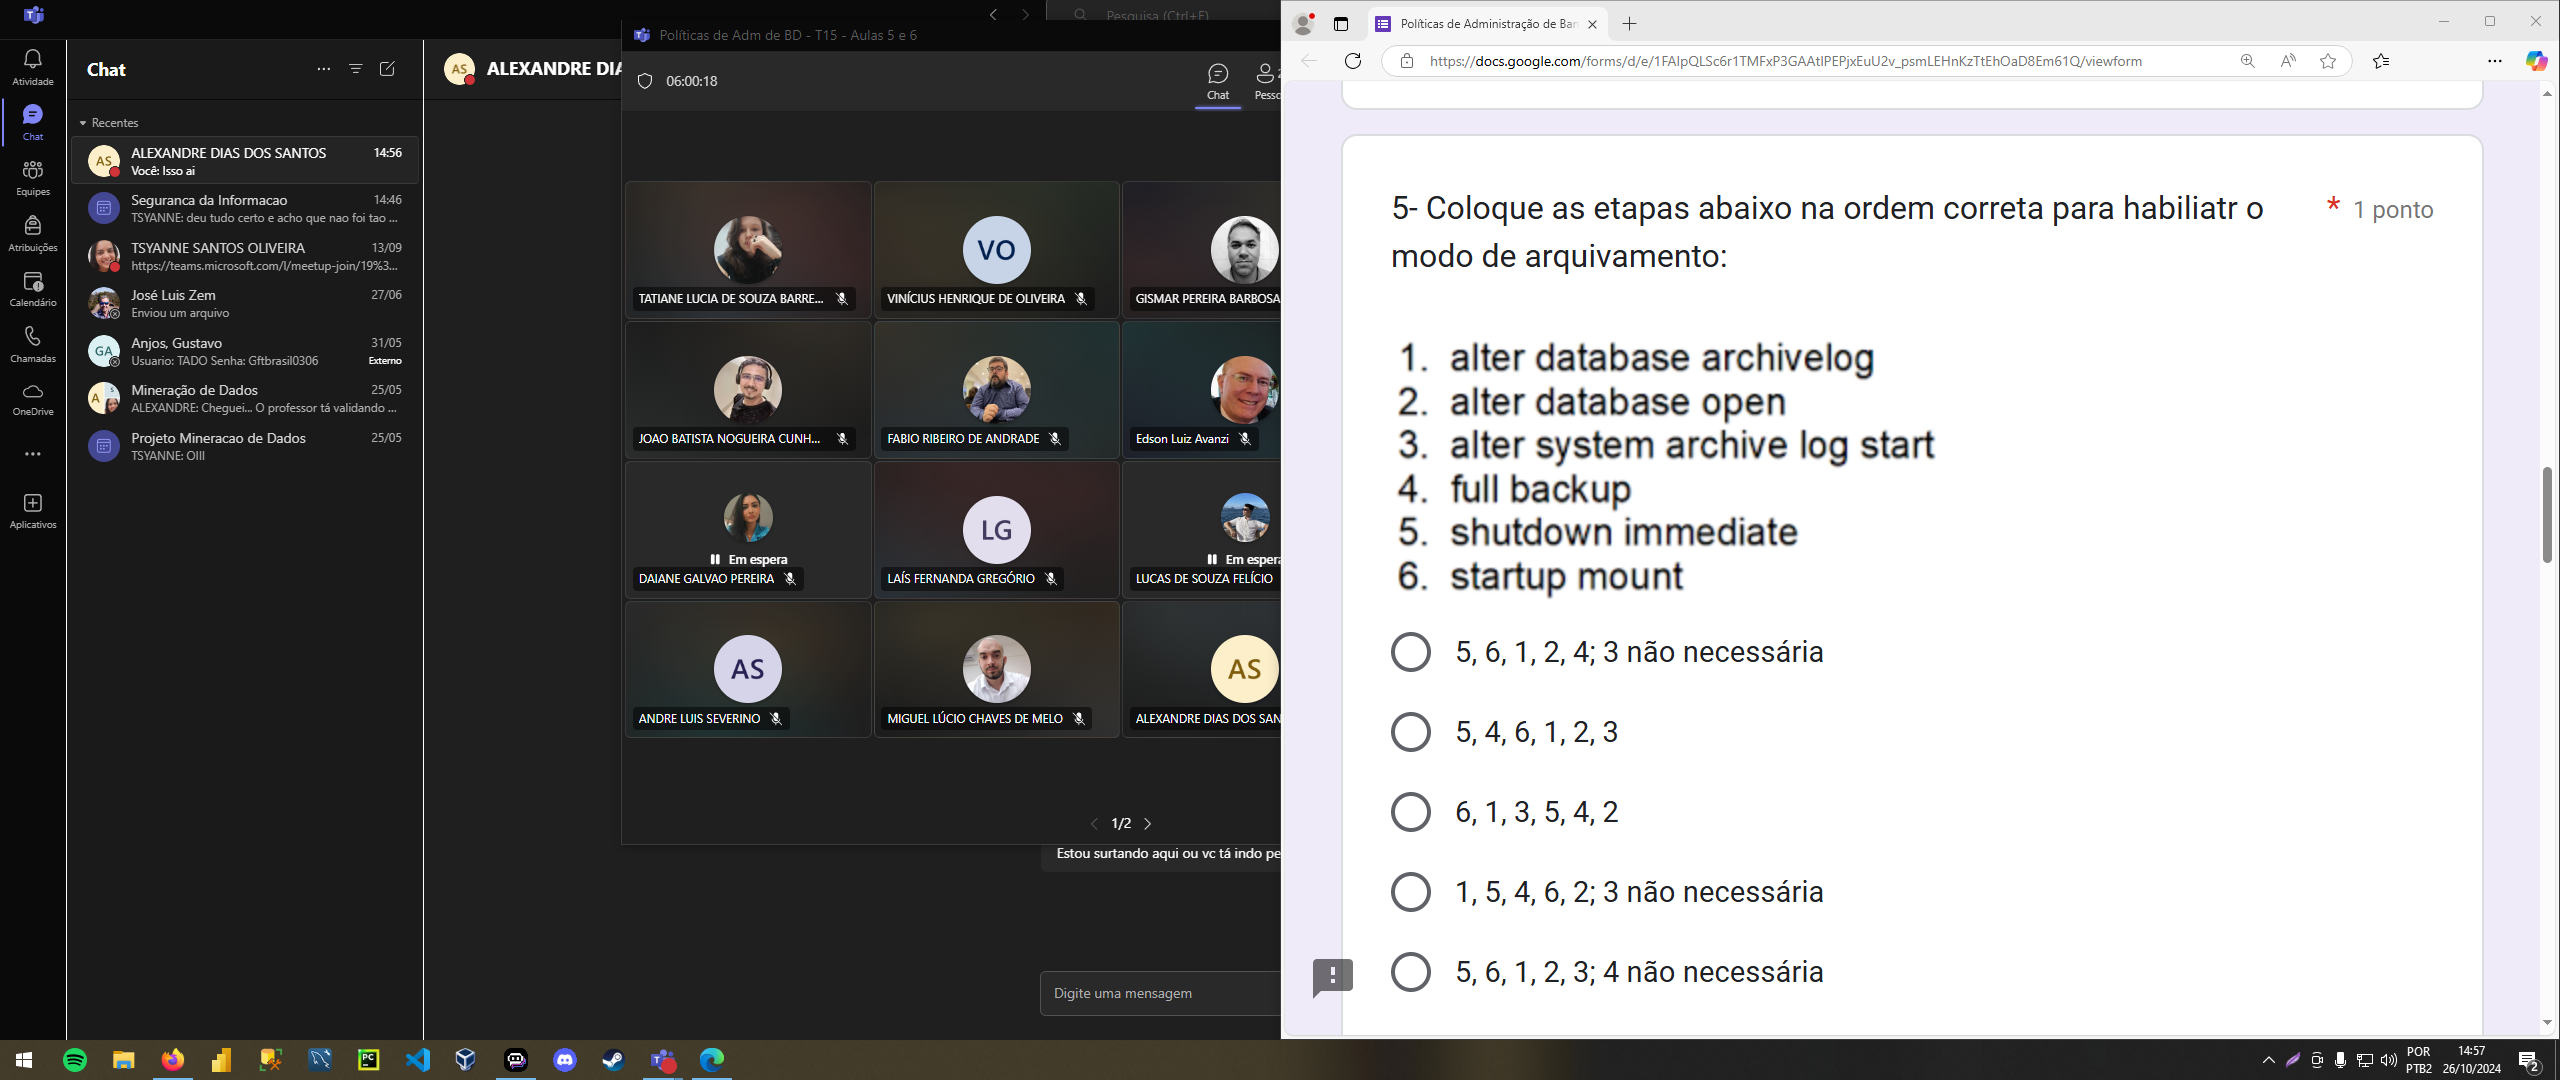 Pesquisa (Ctrl+F)
Políticas de Adm de BD - T15 - Aulas 5 e 6
06:00:18
Chat
Atividade
Chat
Equipes
Atribuições
Calendário
Chamadas
OneDrive
Aplicativos
Chat
Recentes
ALEXANDRE DIAS DOS SANTOS 14:56
Você: Isso ai
Seguranca da Informacao 14:46
TSYANNE: deu tudo certo e acho que nao foi tao ...
TSYANNE SANTOS OLIVEIRA 13/09
https://teams.microsoft.com/l/meetup-join/19%3...
José Luis Zem 27/06
Enviou um arquivo
GA
Anjos, Gustavo 31/05
Usuario: TADO Senha: Gftbrasil0306 Externo
Mineração de Dados 25/05
ALEXANDRE: Cheguei... O professor tá validando ...
Projeto Mineracao de Dados 25/05
TSYANNE: OIII
AS ALEXANDRE DIA
TATIANE LUCIA DE SOUZA BARRE...
VO
VINÍCIUS HENRIQUE DE OLIVEIRA
GISMAR PEREIRA BARBOSA
JOAO BATISTA NOGUEIRA CUNH...
FABIO RIBEIRO DE ANDRADE
Edson Luiz Avanzi
Em espera
DAIANE GALVAO PEREIRA
LG
LAÍS FERNANDA GREGÓRIO
Em espera
LUCAS DE SOUZA FELÍCIO
AS
ANDRE LUIS SEVERINO
MIGUEL LÚCIO CHAVES DE MELO
AS
ALEXANDRE DIAS DOS SAN
1/2
Estou surtando aqui ou vc tá indo pe
Digite uma mensagem
Políticas de Administração de Ban
https://docs.google.com/forms/d/e/1FAIpQLSc6r1TMFxP3GAAtlPEPjxEuU2v_psmLEHnKzTtEhOaD8Em61Q/viewform
5- Coloque as etapas abaixo na ordem correta para habiliatr o * 1 ponto
modo de arquivamento:
1. alter database archivelog
2. alter database open
3. alter system archive log start
4. full backup
5. shutdown immediate
6. startup mount
5, 6, 1, 2, 4; 3 não necessária
5, 4, 6, 1, 2, 3
6, 1, 3, 5, 4, 2
1, 5, 4, 6, 2; 3 não necessária
5, 6, 1, 2, 3; 4 não necessária
POR
PTB2
14:57
26/10/2024
2